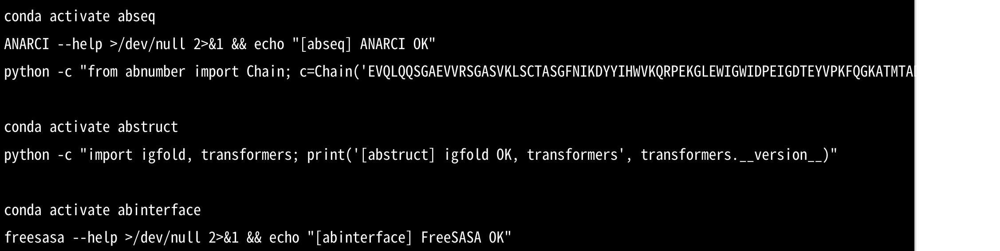 conda activate abseq
ANARCI --help >/dev/null 2>&1 && echo "[abseq] ANARCI OK"
python -c "from abnumber import Chain; c=Chain('EVQLQQSGAEVVRSGASVKLSCTASGFNIKDYYIHWVKQRPEKGLEWIGWIDPEIGDTEYVPKFQGKATMTA
conda activate abstruct
python -c "import igfold, transformers; print('[abstruct] igfold OK, transformers', transformers.__version__)"
conda activate abinterface
freesasa --help >/dev/null 2>&1 && echo "[abinterface] FreeSASA OK"